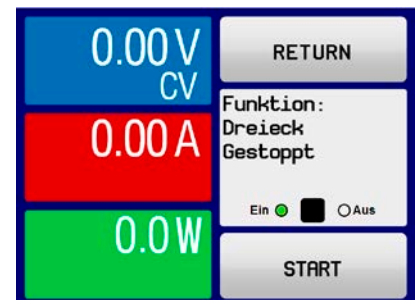 0.00 V
CV
0.00 A
0.0 W
RETURN
Funktion:
Dreieck
Gestoppt
Ein
Aus
START